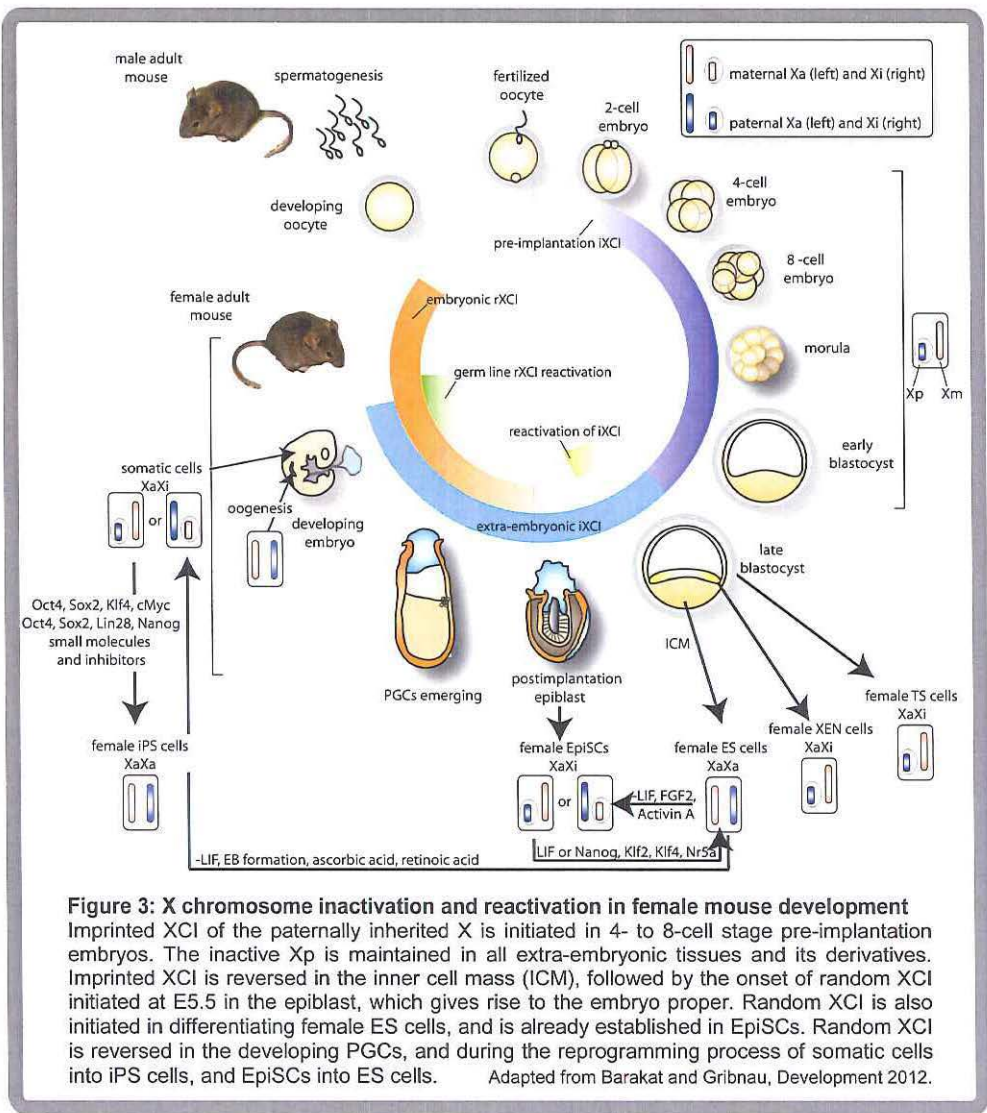 male adult
mouse
spermatogenesis
fertilized
oocyte
2-cell
embryo
maternal Xa (left) and Xi (right)
paternal Xa (left) and Xi (right)
4-cell
embryo
developing
oocyte
pre-implantation iXCI
8 -cell
embryo
female adult
mouse
embryonic rXCI
morula
Xp Xm
germ line rXCI reactivation
reactivation of iXCI
early
blastocyst
somatic cells
XaXi
or
oogenesis
developing
embryo
extra-embryonic iXCI
late
blastocyst
Oct4, Sox2, Klf4, cMyc
Oct4, Sox2, Lin28, Nanog
small molecules
and inhibitors
ICM
PGCs emerging
postimplantation
epiblast
female TS cells
XaXi
female iPS cells
XaXa
female EpiSCs
XaXi
or
female ES cells
XaXa
female XEN cells
XaXi
-LIF, FGF2,
Activin A
LIF or Nanog, Klf2, Klf4, Nr5a
-LIF, EB formation, ascorbic acid, retinoic acid
Figure 3: X chromosome inactivation and reactivation in female mouse development
Imprinted XCI of the paternally inherited X is initiated in 4- to 8-cell stage pre-implantation
embryos. The inactive Xp is maintained in all extra-embryonic tissues and its derivatives.
Imprinted XCI is reversed in the inner cell mass (ICM), followed by the onset of random XCI
initiated at E5.5 in the epiblast, which gives rise to the embryo proper. Random XCI is also
initiated in differentiating female ES cells, and is already established in EpiSCs. Random XCI
is reversed in the developing PGCs, and during the reprogramming process of somatic cells
into iPS cells, and EpiSCs into ES cells. Adapted from Barakat and Gribnau, Development 2012.